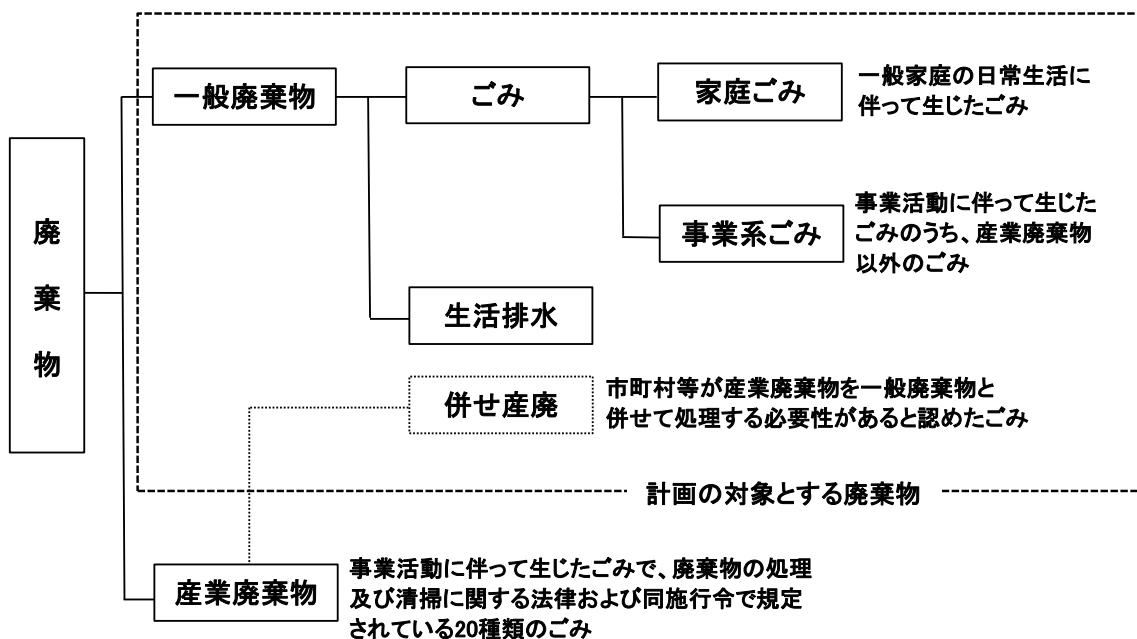 廃棄物
一般廃棄物
ごみ
家庭ごみ
一般家庭の日常生活に
伴って生じたごみ
事業系ごみ
事業活動に伴って生じた
ごみのうち、産業廃棄物
以外のごみ
生活排水
併せ産廃
市町村等が産業廃棄物を一般廃棄物と
併せて処理する必要性があると認めたごみ
計画の対象とする廃棄物
産業廃棄物
事業活動に伴って生じたごみで、廃棄物の処理
及び清掃に関する法律および同施行令で規定
されている20種類のごみ